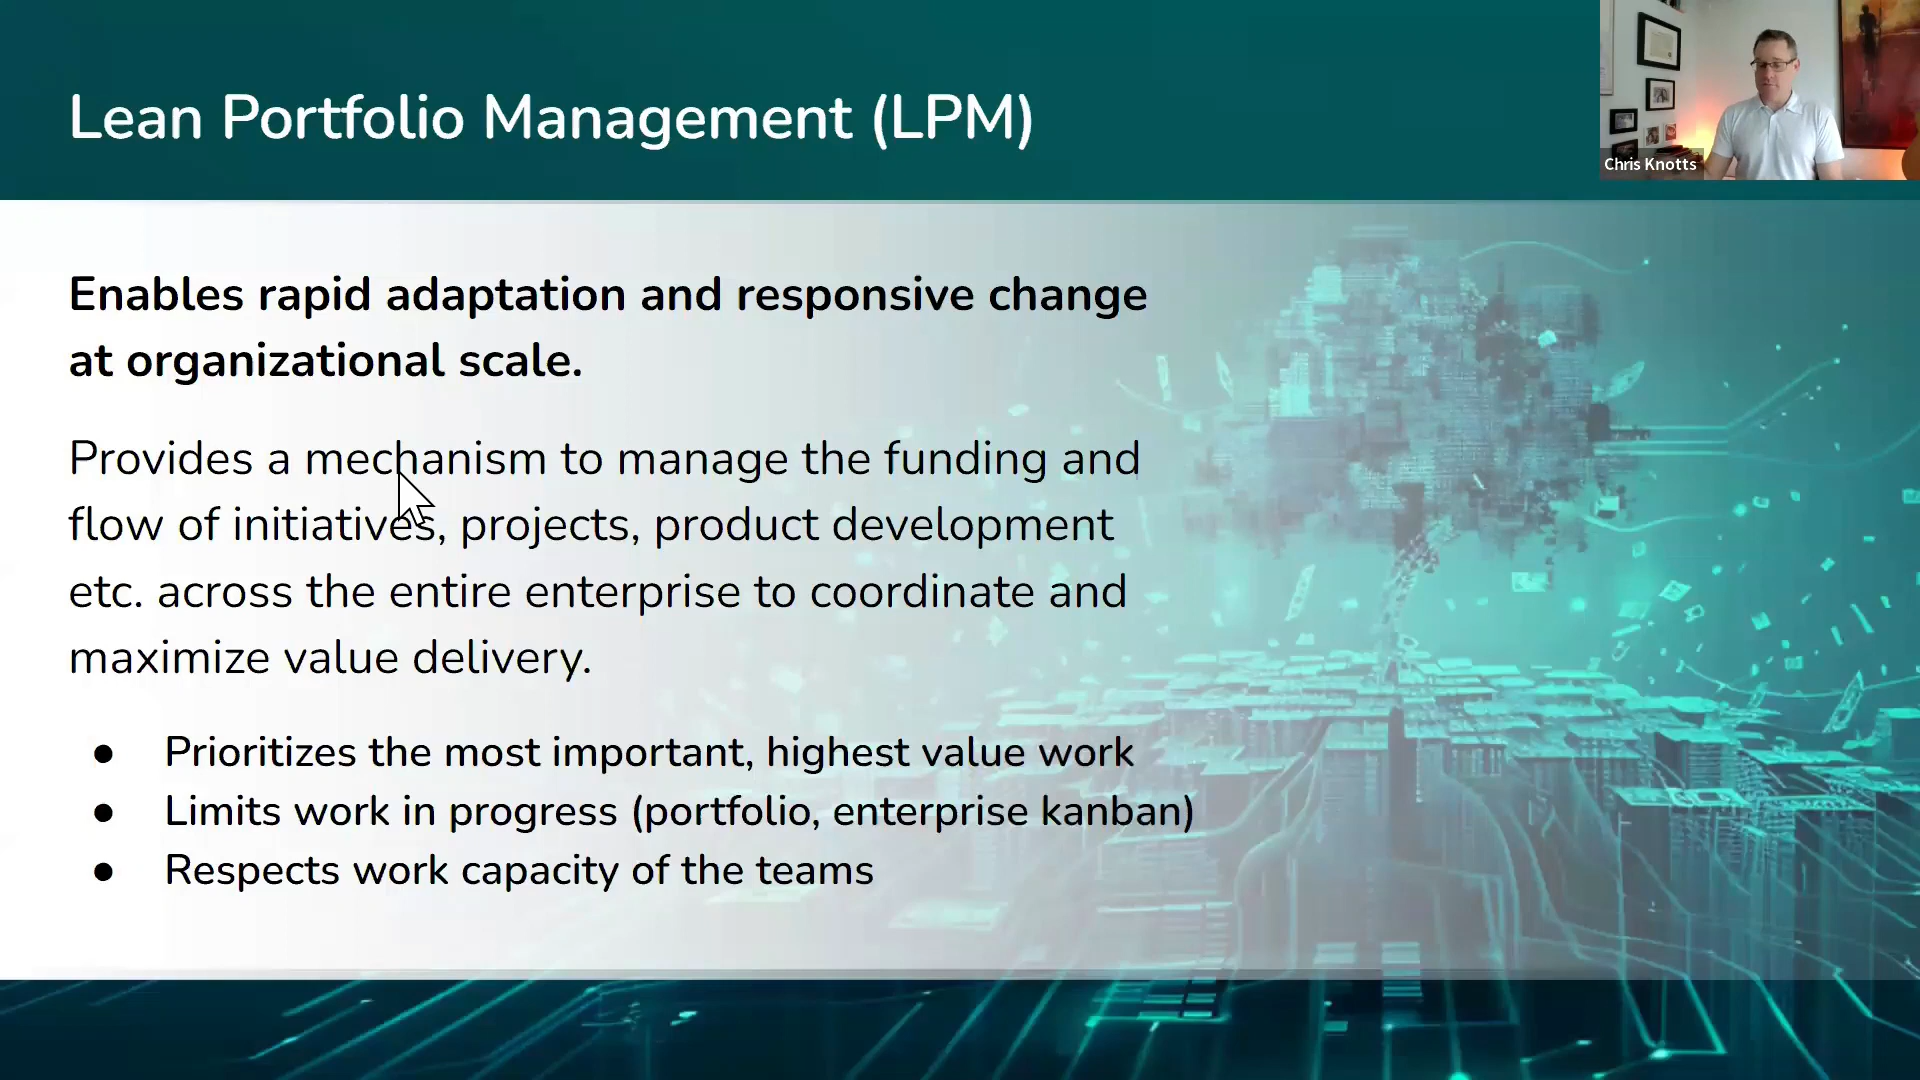 Lean Portfolio Management (LPM)
Chris Knotts
Enables rapid adaptation and responsive change
at organizational scale.
Provides a mechanism to manage the funding and
flow of initiatives, projects, product development
etc. across the entire enterprise to coordinate and
maximize value delivery.
● Prioritizes the most important, highest value work
● Limits work in progress (portfolio, enterprise kanban)
● Respects work capacity of the teams